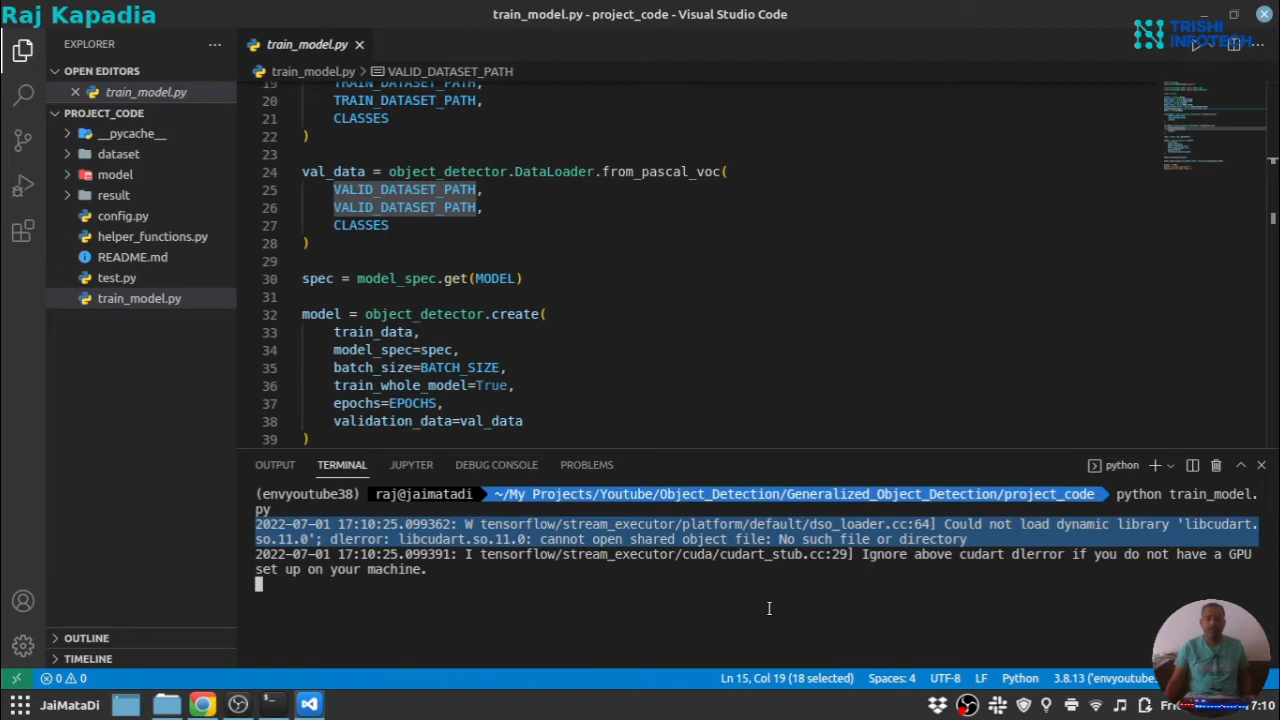 Raj Kapadia
train_model.py - project_code - Visual Studio Code
TRISHI
INFOTECH
EXPLORER
train_model.py
OPEN EDITORS
train_model.py > VALID_DATASET_PATH
train_model.py
PROJECT_CODE
__pycache__
dataset
model
result
config.py
helper_functions.py
README.md
test.py
train_model.py
19 TRAIN_DATASET_PATH,
20 TRAIN_DATASET_PATH,
21 CLASSES
22 )
23
24 val_data = object_detector.DataLoader.from_pascal_voc(
25 VALID_DATASET_PATH,
26 VALID_DATASET_PATH,
27 CLASSES
28 )
29
30 spec = model_spec.get(MODEL)
31
32 model = object_detector.create(
33 train_data,
34 model_spec=spec,
35 batch_size=BATCH_SIZE,
36 train_whole_model=True,
37 epochs=EPOCHS,
38 validation_data=val_data
39 )
OUTPUT TERMINAL JUPYTER DEBUG CONSOLE PROBLEMS
python
(envyoutube38) raj@jaimatadi ~/My Projects/Youtube/Object_Detection/Generalized_Object_Detection/project_code python train_model.
py
2022-07-01 17:10:25.099362: W tensorflow/stream_executor/platform/default/dso_loader.cc:64] Could not load dynamic library 'libcudart.
so.11.0'; dlerror: libcudart.so.11.0: cannot open shared object file: No such file or directory
2022-07-01 17:10:25.099391: I tensorflow/stream_executor/cuda/cudart_stub.cc:29] Ignore above cudart dlerror if you do not have a GPU
set up on your machine.
OUTLINE
TIMELINE
0 0
Ln 15, Col 19 (18 selected) Spaces: 4 UTF-8 LF Python 3.8.13 ('envyoutube
JaiMaTaDi
17:10